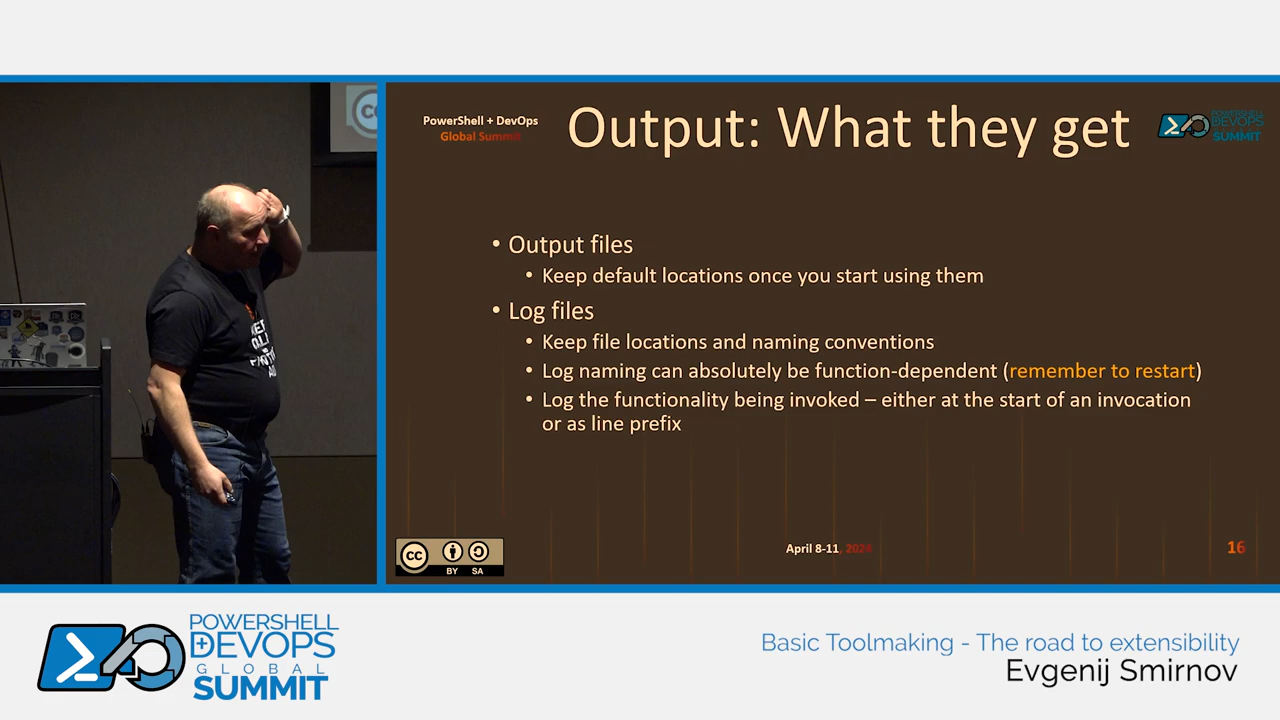 PowerShell + DevOps
Global Summit
Output: What they get
POWERSHELL
DEVOPS
SUMMIT
• Output files
• Keep default locations once you start using them
• Log files
• Keep file locations and naming conventions
• Log naming can absolutely be function-dependent (remember to restart)
• Log the functionality being invoked – either at the start of an invocation
or as line prefix
cc
BY SA
April 8-11, 2024
16
POWERSHELL
+DEVOPS
GLOBAL
SUMMIT
Basic Toolmaking - The road to extensibility
Evgenij Smirnov